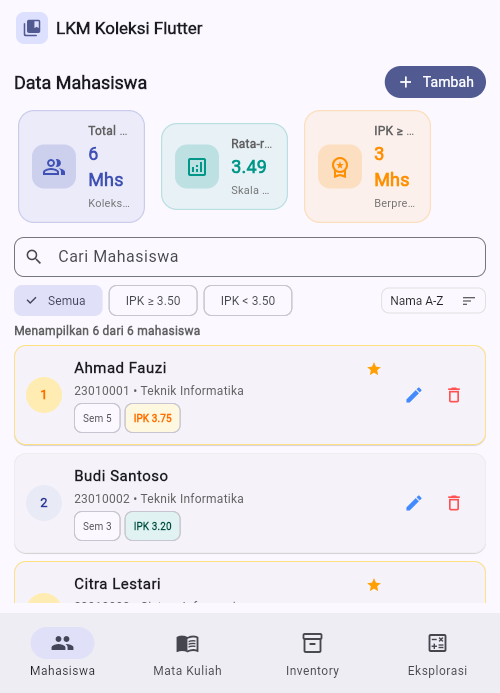 LKM Koleksi Flutter
Data Mahasiswa
Tambah
Total ...
6
Mhs
Koleks...
Rata-r...
3.49
Skala ...
IPK ≥ ...
3
Mhs
Berpre...
Cari Mahasiswa
Semua
IPK ≥ 3.50
IPK < 3.50
Nama A-Z
Menampilkan 6 dari 6 mahasiswa
1
Ahmad Fauzi
23010001 • Teknik Informatika
Sem 5
IPK 3.75
2
Budi Santoso
23010002 • Teknik Informatika
Sem 3
IPK 3.20
Citra Lestari
Mahasiswa
Mata Kuliah
Inventory
Eksplorasi